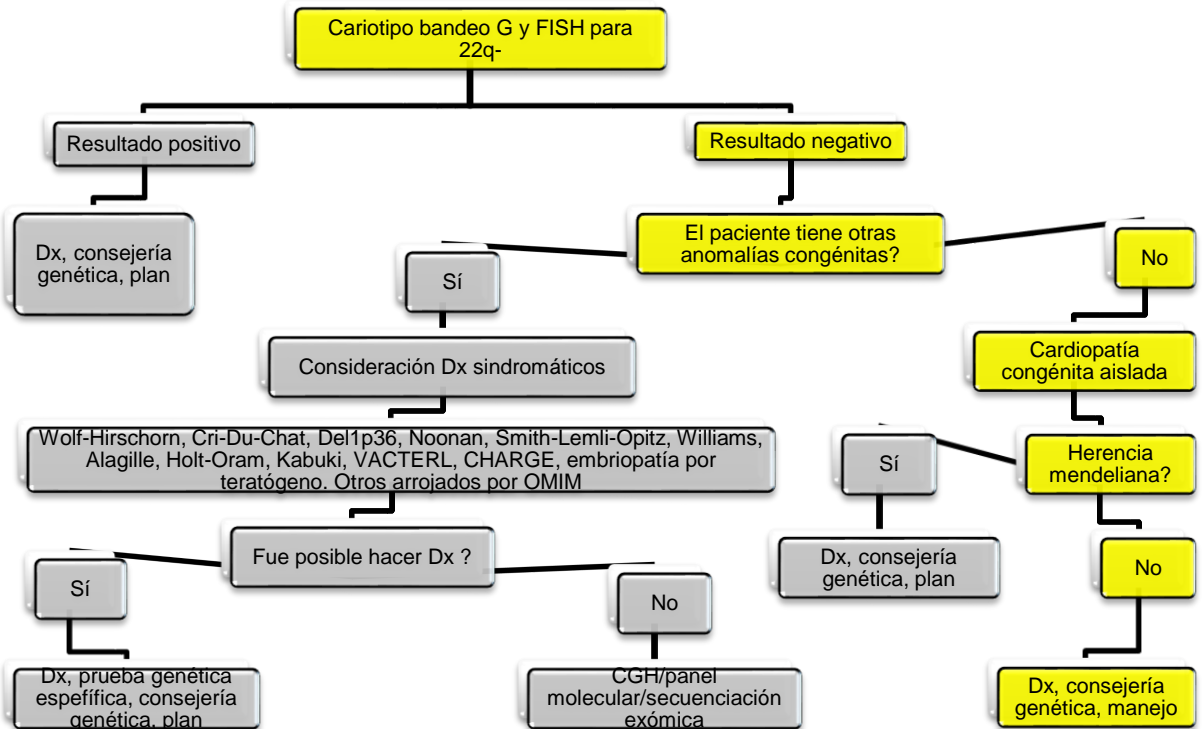 Cariotipo bandeo G y FISH para
22q-
Resultado positivo
Resultado negativo
Dx, consejería
genética, plan
El paciente tiene otras
anomalías congénitas?
Sí
No
Consideración Dx sindromáticos
Cardiopatía
congénita aislada
Wolf-Hirschorn, Cri-Du-Chat, Del1p36, Noonan, Smith-Lemli-Opitz, Williams,
Alagille, Holt-Oram, Kabuki, VACTERL, CHARGE, embriopatía por
teratógeno. Otros arrojados por OMIM
Sí
Herencia
mendeliana?
Fue posible hacer Dx ?
Dx, consejería
genética, plan
No
Sí
No
Dx, prueba genética
espefífica, consejería
genética, plan
CGH/panel
molecular/secuenciación
exómica
Dx, consejería
genética, manejo